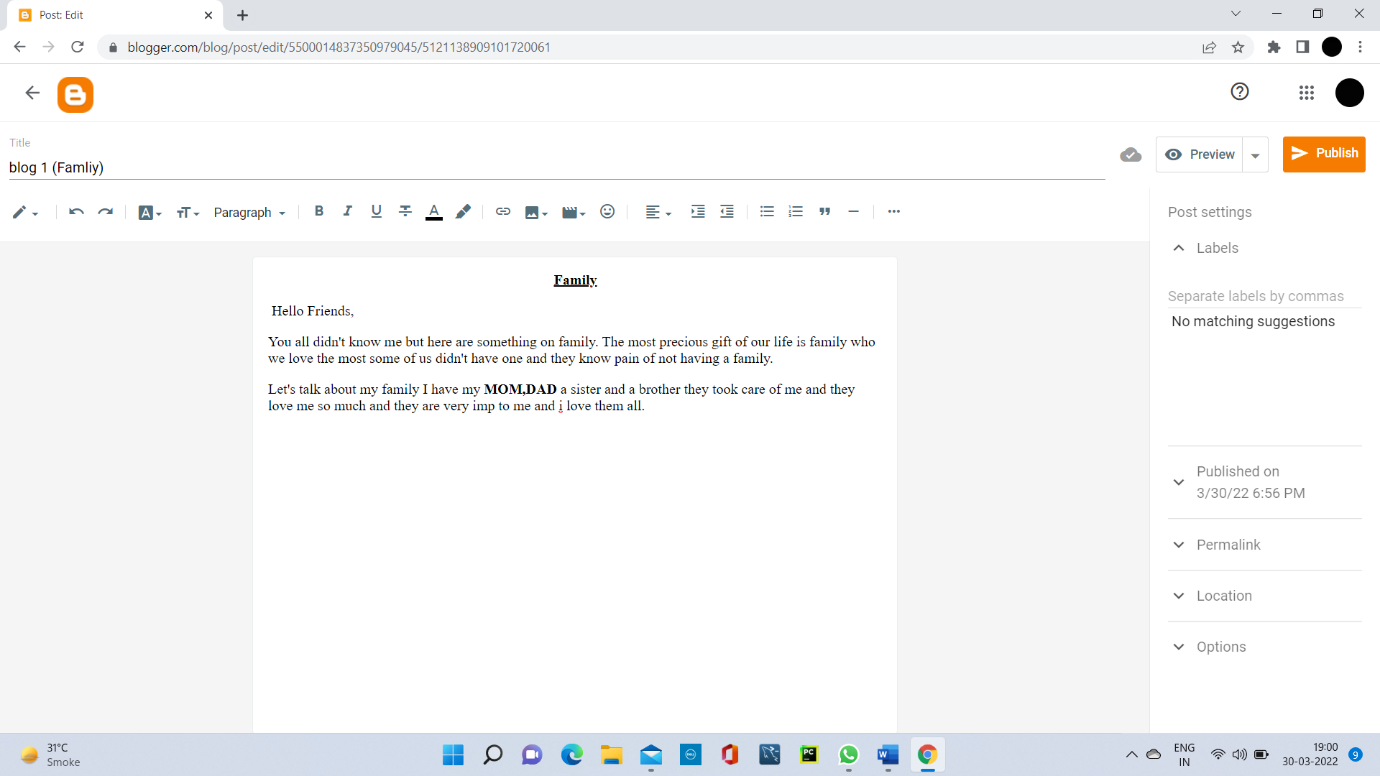 Post: Edit
blogger.com/blog/post/edit/5500014837350979045/5121138909101720061
Title
blog 1 (Famliy)
Preview
Publish
Paragraph
Post settings
Labels
Separate labels by commas
No matching suggestions
Family
Hello Friends,
You all didn't know me but here are something on family. The most precious gift of our life is family who
we love the most some of us didn't have one and they know pain of not having a family.
Let's talk about my family I have my MOM,DAD a sister and a brother they took care of me and they
love me so much and they are very imp to me and i love them all.
Published on
3/30/22 6:56 PM
Permalink
Location
Options
31°C
Smoke
ENG
IN
19:00
30-03-2022
9